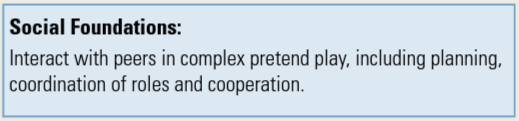 Social Foundations:
Interact with peers in complex pretend play, including planning,
coordination of roles and cooperation.